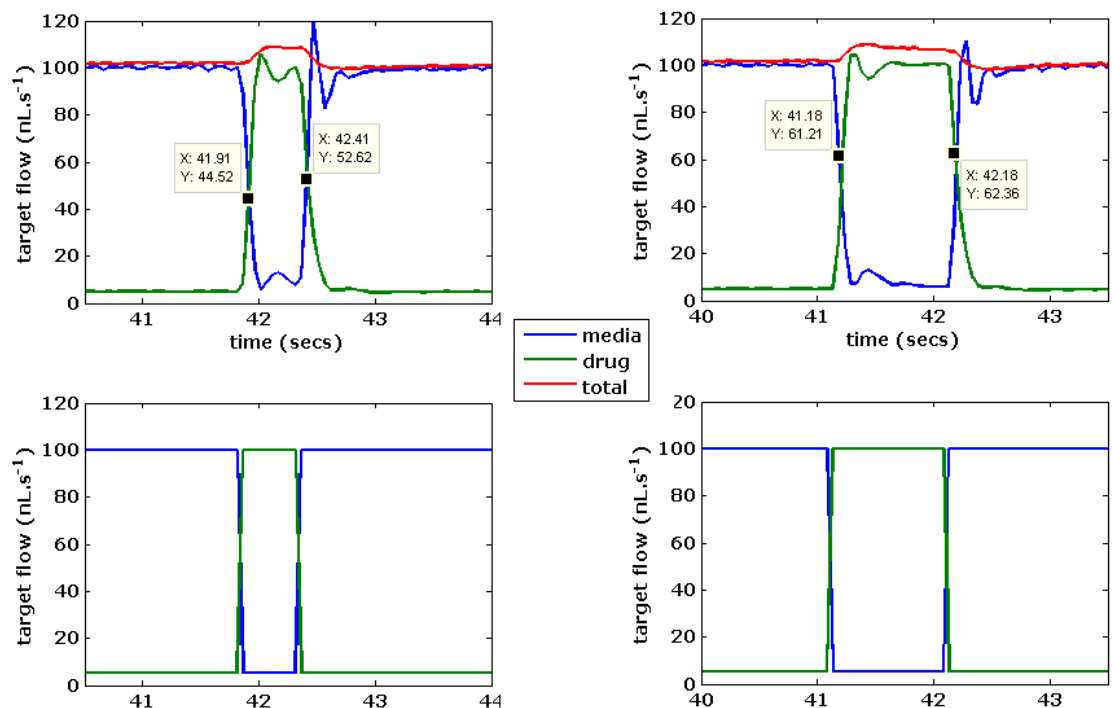 120
100
80
60
40
20
0
target flow (nL.s⁻¹)
X: 41.91
Y: 44.52
X: 42.41
Y: 52.62
41
42
43
44
time (secs)
120
100
80
60
40
20
0
target flow (nL.s⁻¹)
X: 41.18
Y: 61.21
X: 42.18
Y: 62.36
40
41
42
43
time (secs)
media
drug
total
120
100
80
60
40
20
0
target flow (nL.s⁻¹)
41
42
43
44
20
100
80
60
40
20
0
target flow (nL.s⁻¹)
40
41
42
43